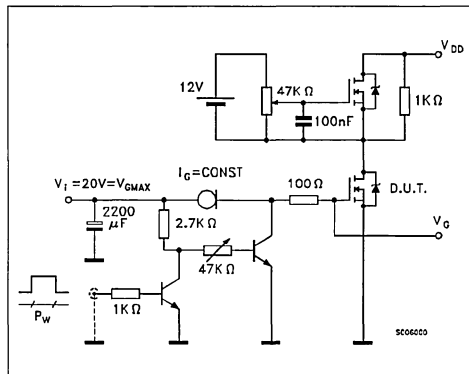 V_DD
12V
47K Ω
1K Ω
100nF
I_G=CONST
V_i =20V=V_GMAX
100 Ω
D.U.T.
2200
μF
2.7K Ω
V_G
47K Ω
1K Ω
P_W
SC06000